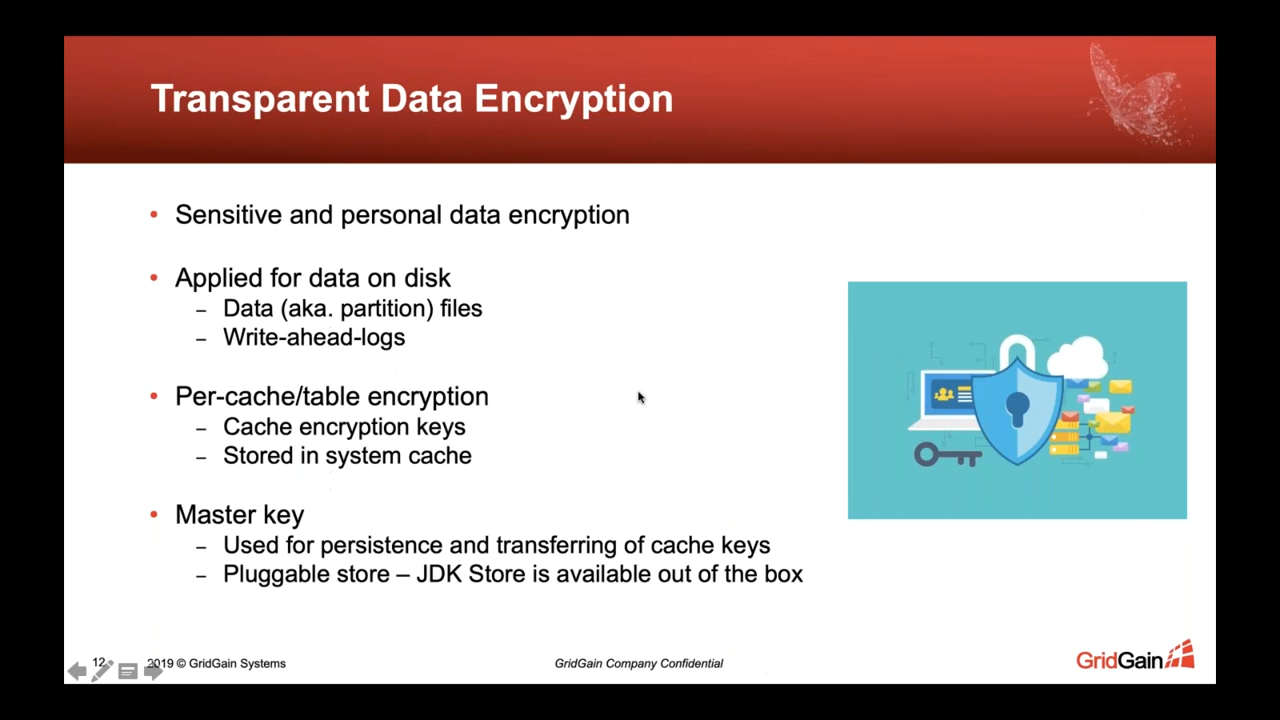 Transparent Data Encryption
• Sensitive and personal data encryption
• Applied for data on disk
– Data (aka. partition) files
– Write-ahead-logs
• Per-cache/table encryption
– Cache encryption keys
– Stored in system cache
• Master key
– Used for persistence and transferring of cache keys
– Pluggable store – JDK Store is available out of the box
12
2019 © GridGain Systems
GridGain Company Confidential
GridGain